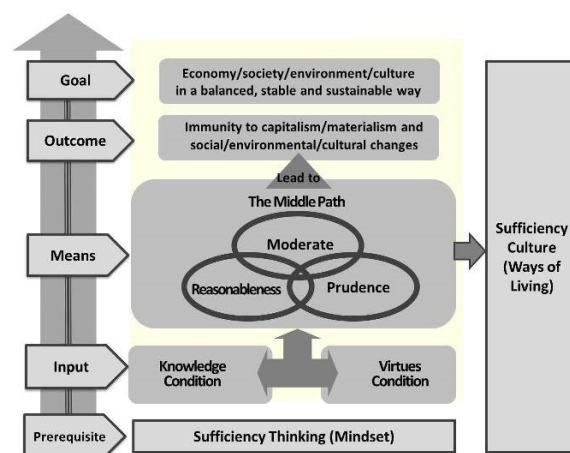 Goal
Economy/society/environment/culture
in a balanced, stable and sustainable way
Outcome
Immunity to capitalism/materialism and
social/environmental/cultural changes
Lead to
Means
The Middle Path
Moderate
Reasonableness
Prudence
Sufficiency
Culture
(Ways of
Living)
Input
Knowledge
Condition
Virtues
Condition
Prerequisite
Sufficiency Thinking (Mindset)